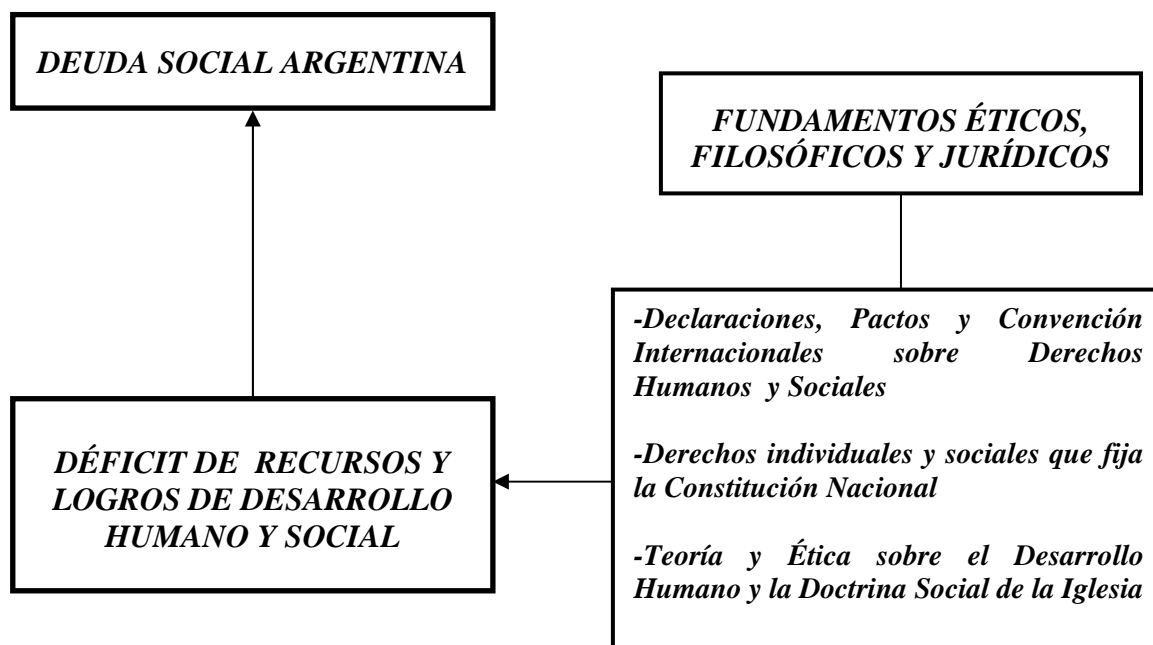 DEUDA SOCIAL ARGENTINA
FUNDAMENTOS ÉTICOS,
FILOSÓFICOS Y JURÍDICOS
-Declaraciones, Pactos y Convención
Internacionales sobre Derechos
Humanos y Sociales
-Derechos individuales y sociales que fija
la Constitución Nacional
-Teoría y Ética sobre el Desarrollo
Humano y la Doctrina Social de la Iglesia
DÉFICIT DE RECURSOS Y
LOGROS DE DESARROLLO
HUMANO Y SOCIAL